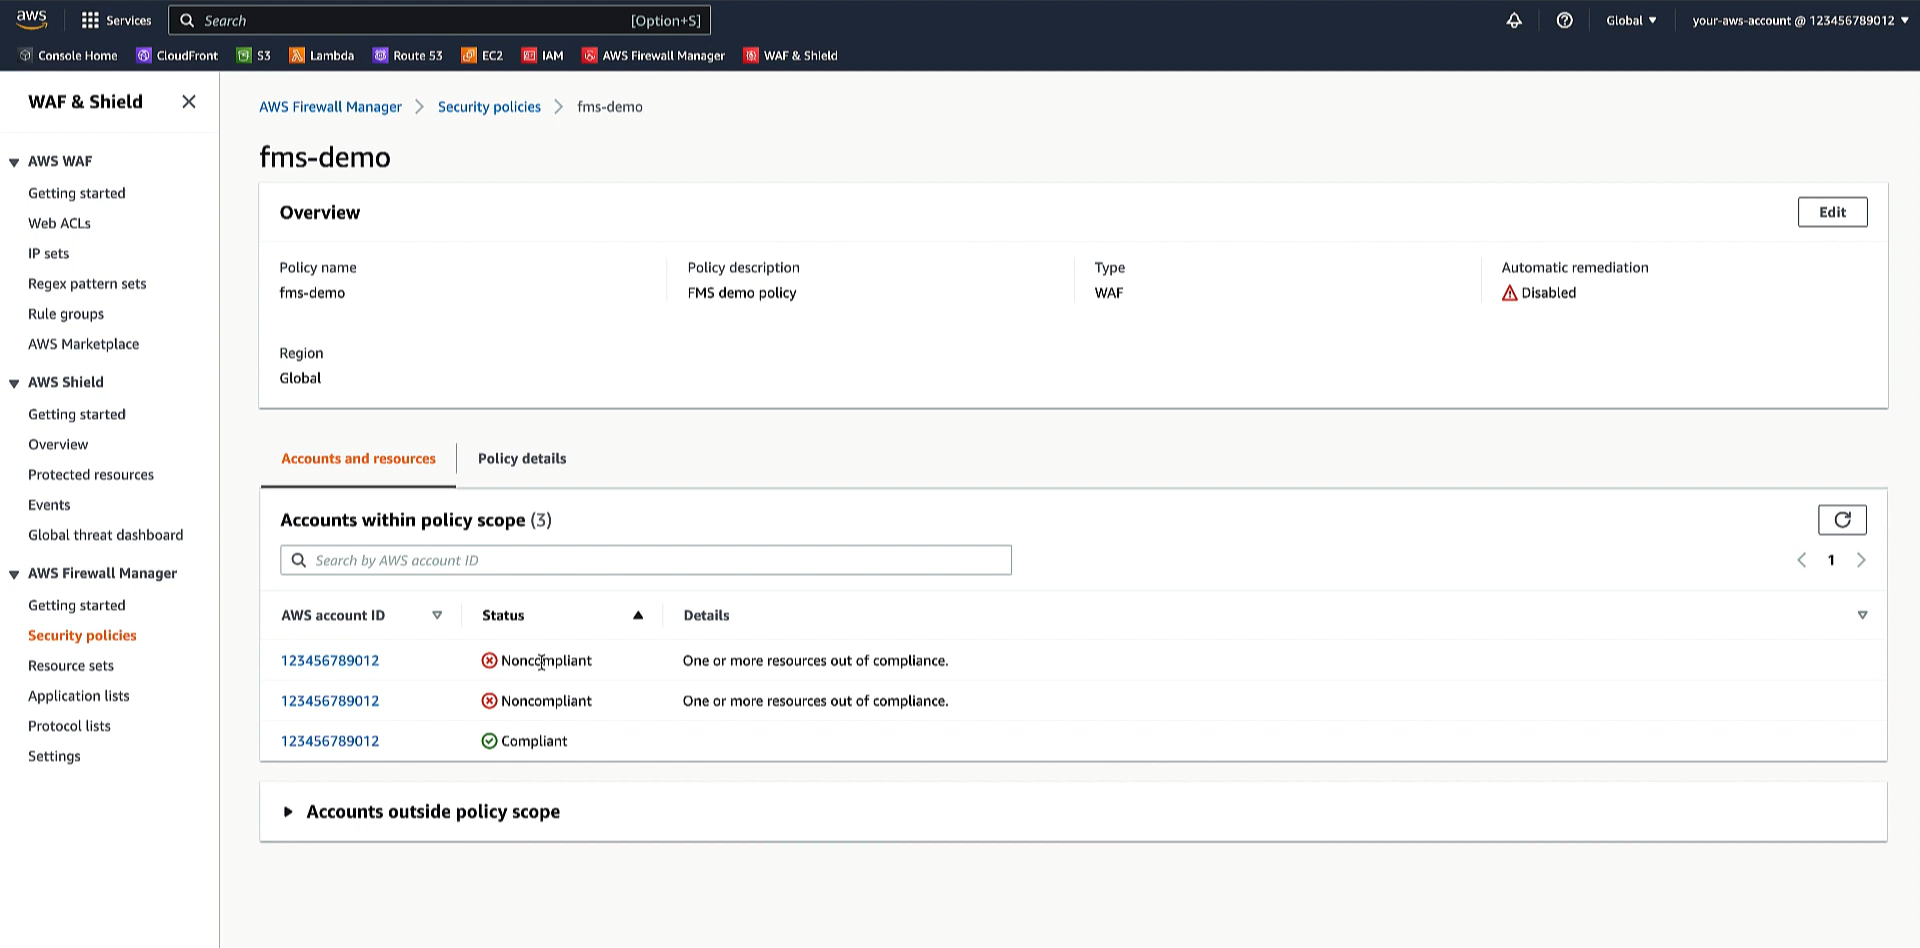 aws
Services
Search
[Option+S]
Global
your-aws-account @ 123456789012
Console Home
CloudFront
S3
Lambda
Route 53
EC2
IAM
AWS Firewall Manager
WAF & Shield
WAF & Shield
AWS WAF
Getting started
Web ACLs
IP sets
Regex pattern sets
Rule groups
AWS Marketplace
AWS Shield
Getting started
Overview
Protected resources
Events
Global threat dashboard
AWS Firewall Manager
Getting started
Security policies
Resource sets
Application lists
Protocol lists
Settings
AWS Firewall Manager > Security policies > fms-demo
fms-demo
Overview
Edit
Policy name
fms-demo
Policy description
FMS demo policy
Type
WAF
Automatic remediation
Disabled
Region
Global
Accounts and resources
Policy details
Accounts within policy scope (3)
Search by AWS account ID
1
AWS account ID Status Details
123456789012 Noncompliant One or more resources out of compliance.
123456789012 Noncompliant One or more resources out of compliance.
123456789012 Compliant
Accounts outside policy scope